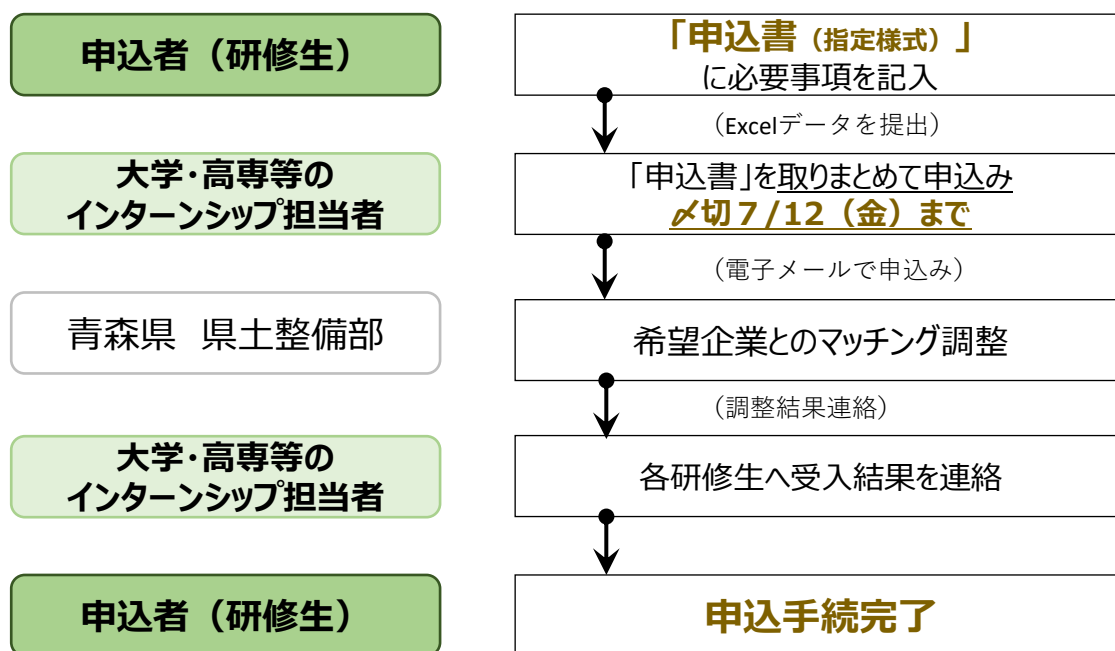 申込者（研修生）
「申込書（指定様式）」
に必要事項を記入
（Excelデータを提出）
大学・高専等の
インターンシップ担当者
「申込書」を取りまとめて申込み
〆切７/12（金）まで
（電子メールで申込み）
青森県　県土整備部
希望企業とのマッチング調整
（調整結果連絡）
大学・高専等の
インターンシップ担当者
各研修生へ受入結果を連絡
申込者（研修生）
申込手続完了